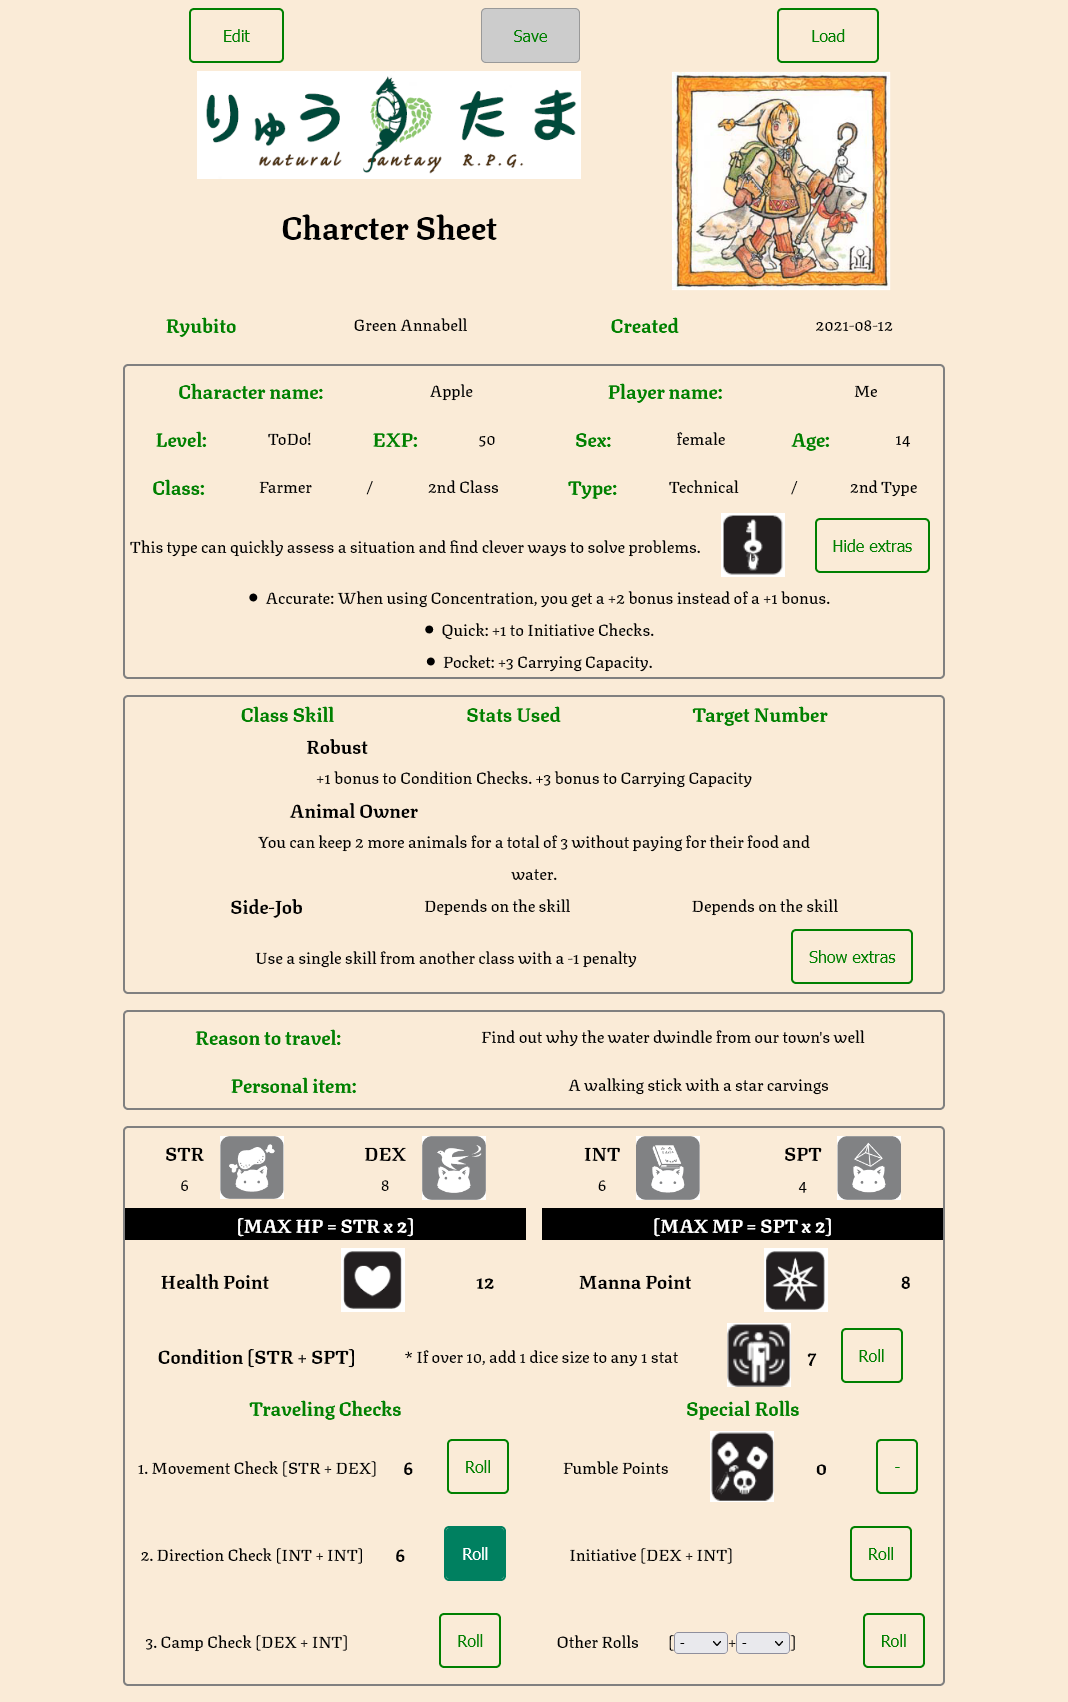 Edit Save Load
りゅうたま
natural fantasy R.P.G.
Charcter Sheet
Ryubito Green Annabell Created 2021-08-12
Character name: Apple Player name: Me
Level: ToDo! EXP: 50 Sex: female Age: 14
Class: Farmer / 2nd Class Type: Technical / 2nd Type
This type can quickly assess a situation and find clever ways to solve problems. Hide extras
• Accurate: When using Concentration, you get a +2 bonus instead of a +1 bonus.
• Quick: +1 to Initiative Checks.
• Pocket: +3 Carrying Capacity.
Class Skill Stats Used Target Number
Robust
+1 bonus to Condition Checks. +3 bonus to Carrying Capacity
Animal Owner
You can keep 2 more animals for a total of 3 without paying for their food and
water.
Side-Job Depends on the skill Depends on the skill
Use a single skill from another class with a -1 penalty Show extras
Reason to travel: Find out why the water dwindle from our town's well
Personal item: A walking stick with a star carvings
STR DEX INT SPT
6 8 6 4
[MAX HP = STR x 2] [MAX MP = SPT x 2]
Health Point 12 Manna Point 8
Condition [STR + SPT] * If over 10, add 1 dice size to any 1 stat 7 Roll
Traveling Checks Special Rolls
1. Movement Check [STR + DEX] 6 Roll Fumble Points 0 -
2. Direction Check [INT + INT] 6 Roll Initiative [DEX + INT] Roll
3. Camp Check [DEX + INT] Roll Other Rolls [- + -] Roll